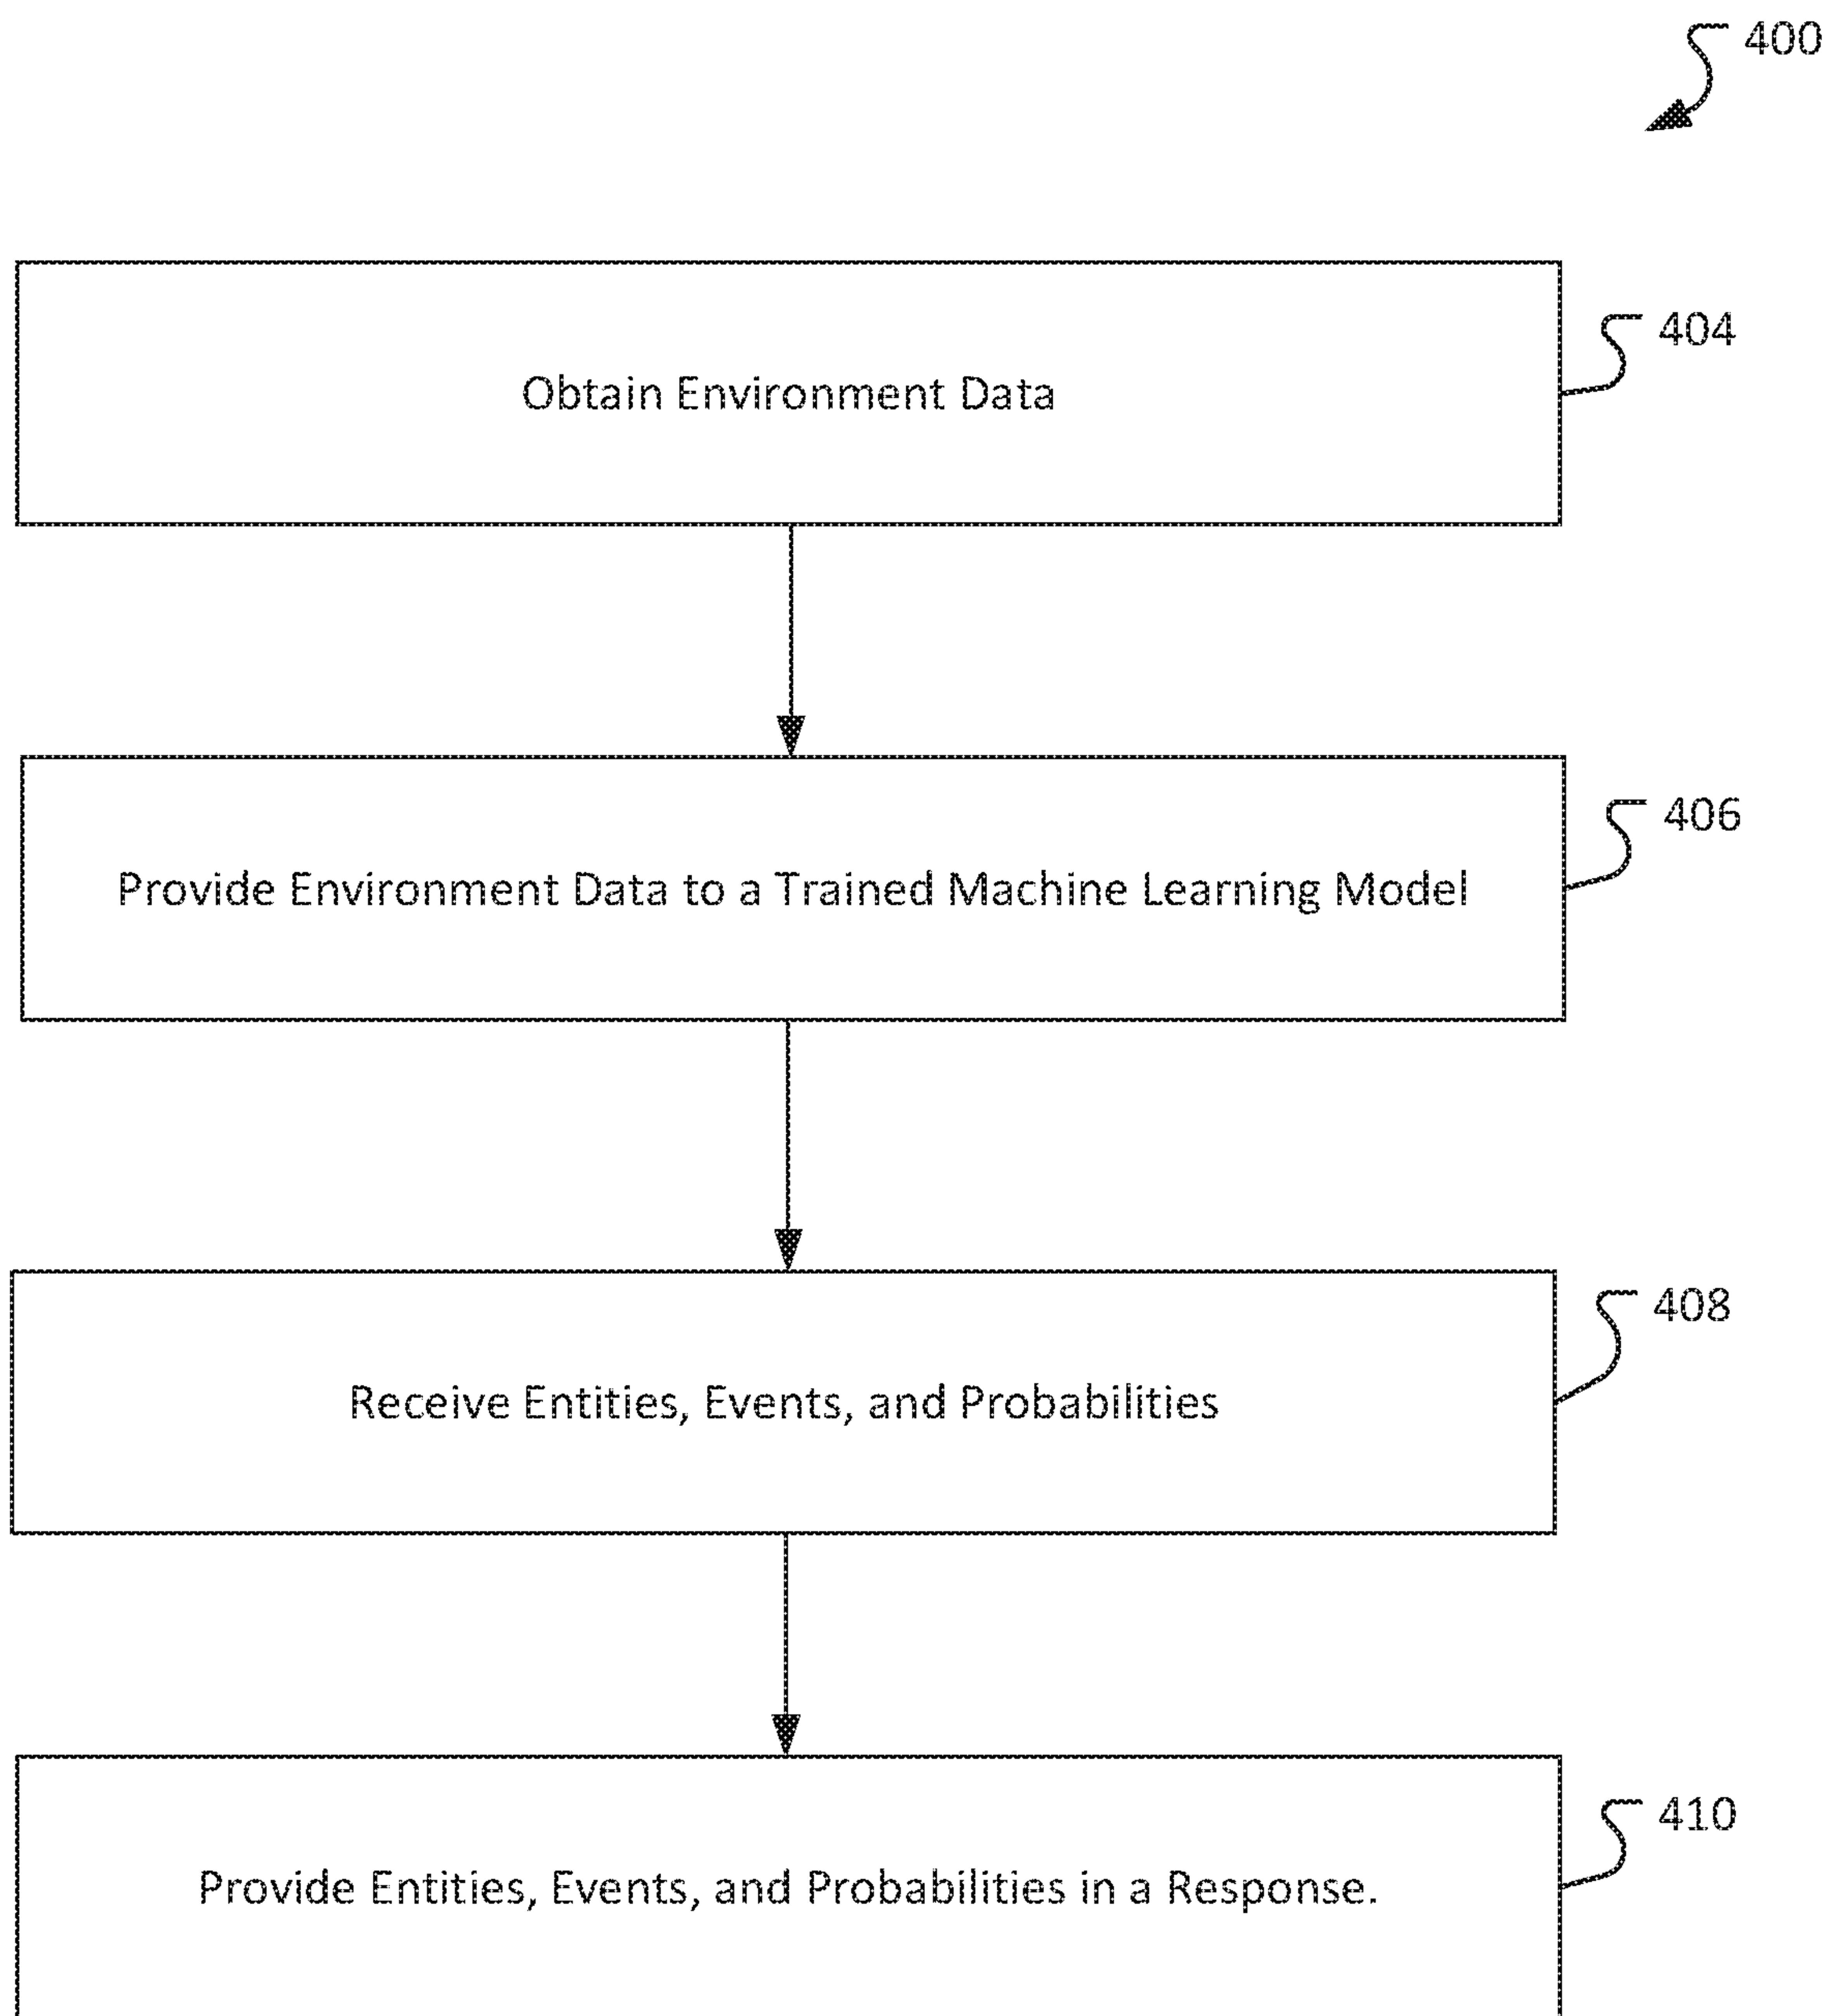 400
Obtain Environment Data
404
Provide Environment Data to a Trained Machine Learning Model
406
Receive Entities, Events, and Probabilities
408
Provide Entities, Events, and Probabilities in a Response.
410